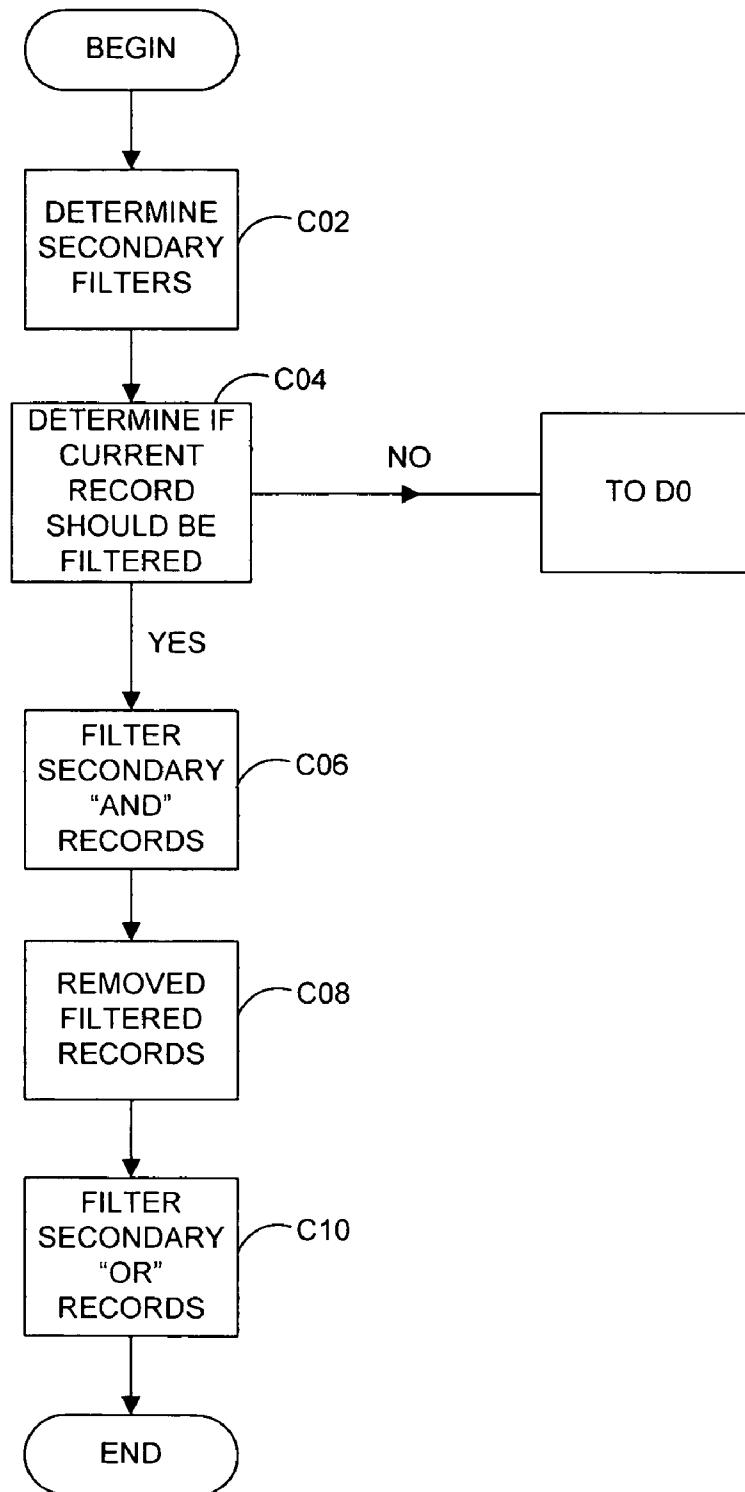 BEGIN
DETERMINE
SECONDARY
FILTERS
C02
C04
DETERMINE IF
CURRENT
RECORD
SHOULD BE
FILTERED
NO
TO D0
YES
FILTER
SECONDARY
“AND”
RECORDS
C06
REMOVED
FILTERED
RECORDS
C08
FILTER
SECONDARY
“OR”
RECORDS
C10
END